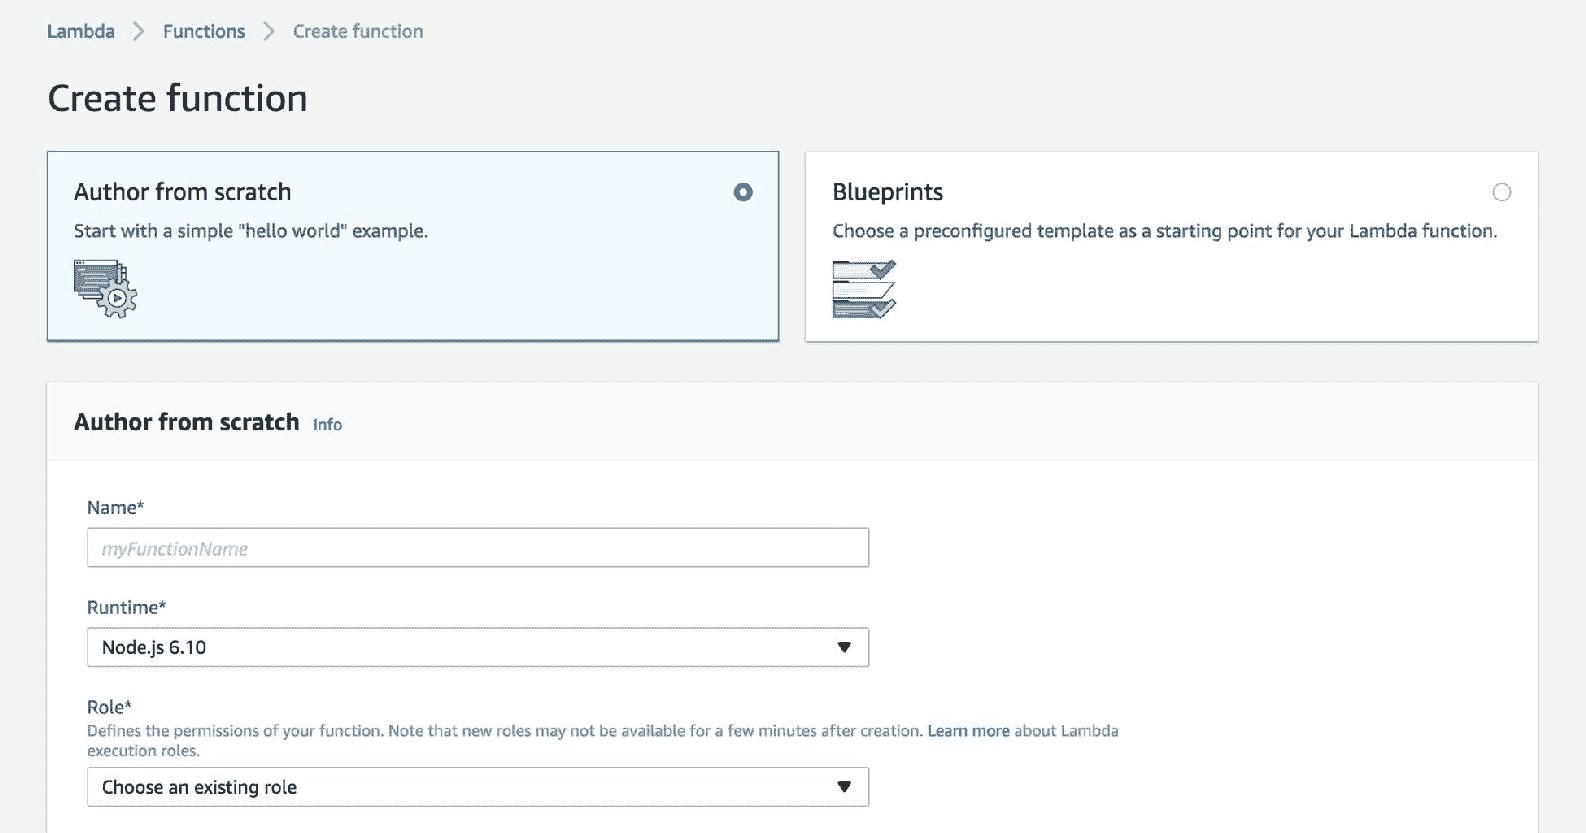 Lambda > Functions > Create function
Create function
Author from scratch
Start with a simple "hello world" example.
Blueprints
Choose a preconfigured template as a starting point for your Lambda function.
Author from scratch Info
Name*
myFunctionName
Runtime*
Node.js 6.10
Role*
Defines the permissions of your function. Note that new roles may not be available for a few minutes after creation. Learn more about Lambda
execution roles.
Choose an existing role